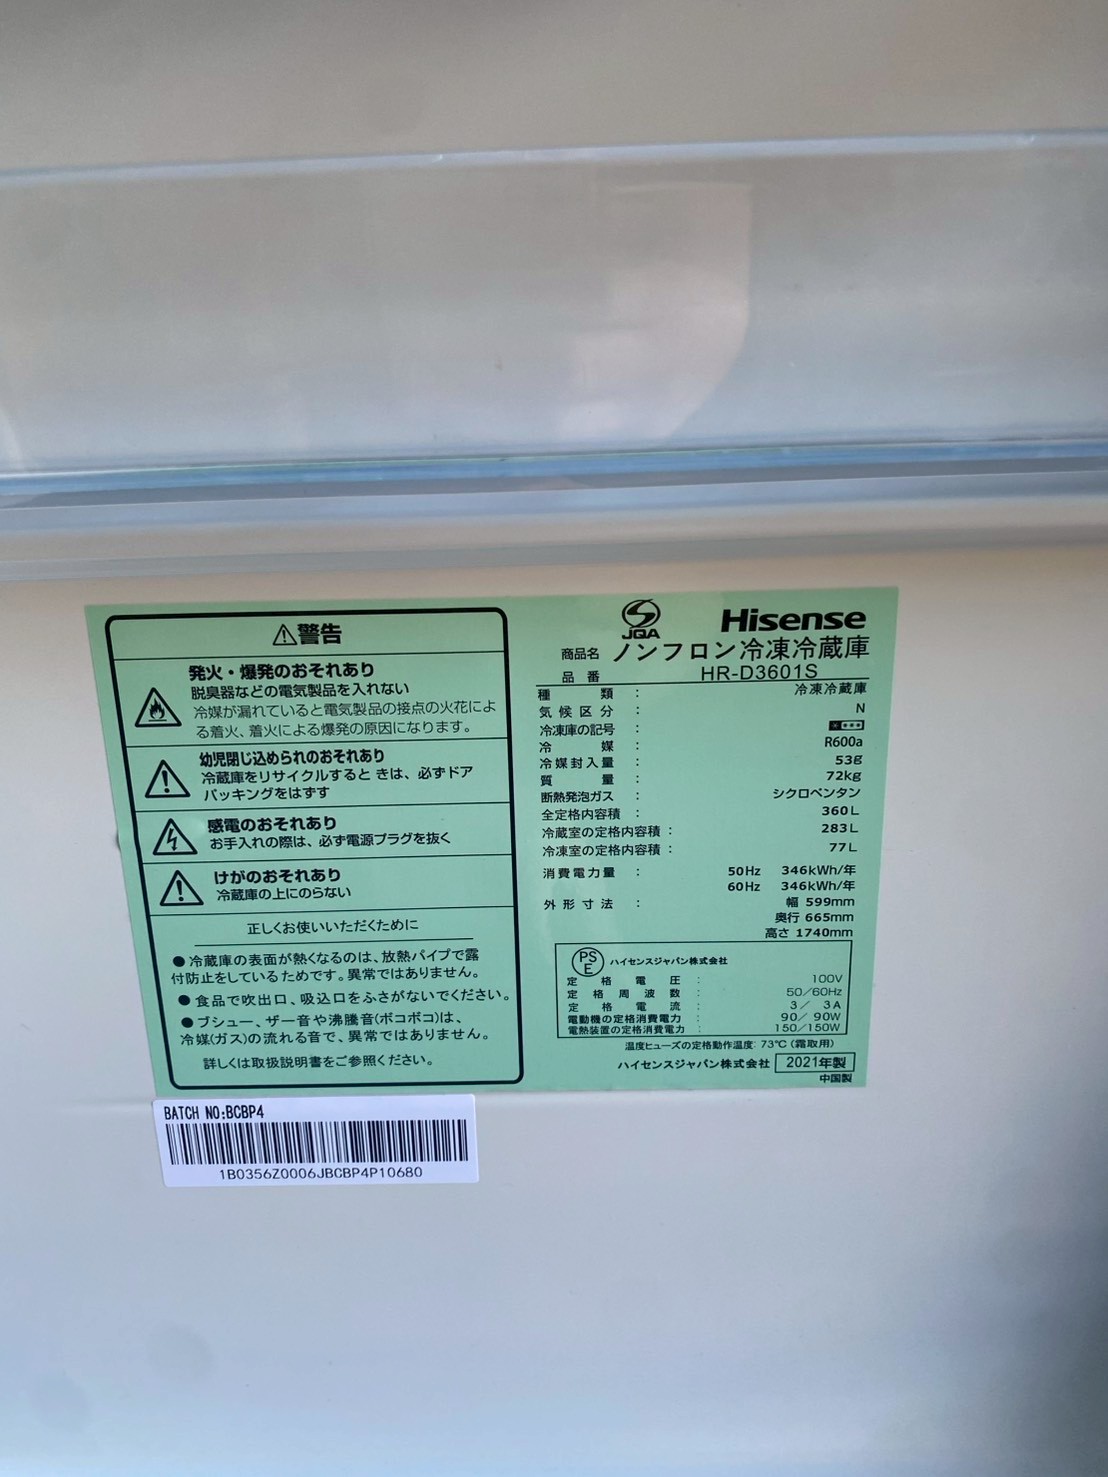 ⚠警告
発火・爆発のおそれあり
脱臭器などの電気製品を入れない
冷媒が漏れていると電気製品の接点の火花によ
る着火、着火による爆発の原因になります。
幼児閉じ込められのおそれあり
冷蔵庫をリサイクルするときは、必ずドア
パッキングをはずす
感電のおそれあり
お手入れの際は、必ず電源プラグを抜く
けがのおそれあり
冷蔵庫の上にのらない
正しくお使いいただくために
●冷蔵庫の表面が熱くなるのは、放熱パイプで露
付防止をしているためです。異常ではありません。
●食品で吹出口、吸込口をふさがないでください。
●ブシュー、ザー音や沸騰音(ボコボコ)は、
冷媒(ガス)の流れる音で、異常ではありません。
詳しくは取扱説明書をご参照ください。
JQA Hisense
商品名 ノンフロン冷凍冷蔵庫
品番 HR-D3601S
種類： 冷凍冷蔵庫
気候区分： N
冷凍庫の記号：
冷媒： R600a
冷媒封入量： 53g
質量： 72kg
断熱発泡ガス： シクロペンタン
全定格内容積： 360L
冷蔵室の定格内容積： 283L
冷凍室の定格内容積： 77L
消費電力量： 50Hz 346kWh/年
60Hz 346kWh/年
外形寸法： 幅 599mm
奥行 665mm
高さ 1740mm
PSE ハイセンスジャパン株式会社
定格電圧： 100V
定格周波数： 50/60Hz
定格電流： 3/ 3A
電動機の定格消費電力： 90/ 90W
電熱装置の定格消費電力： 150/150W
温度ヒューズの定格動作温度: 73℃(霜取用)
ハイセンスジャパン株式会社 2021年製
中国製
BATCH NO:BCBP4
1B0356Z0006JBCBP4P10680